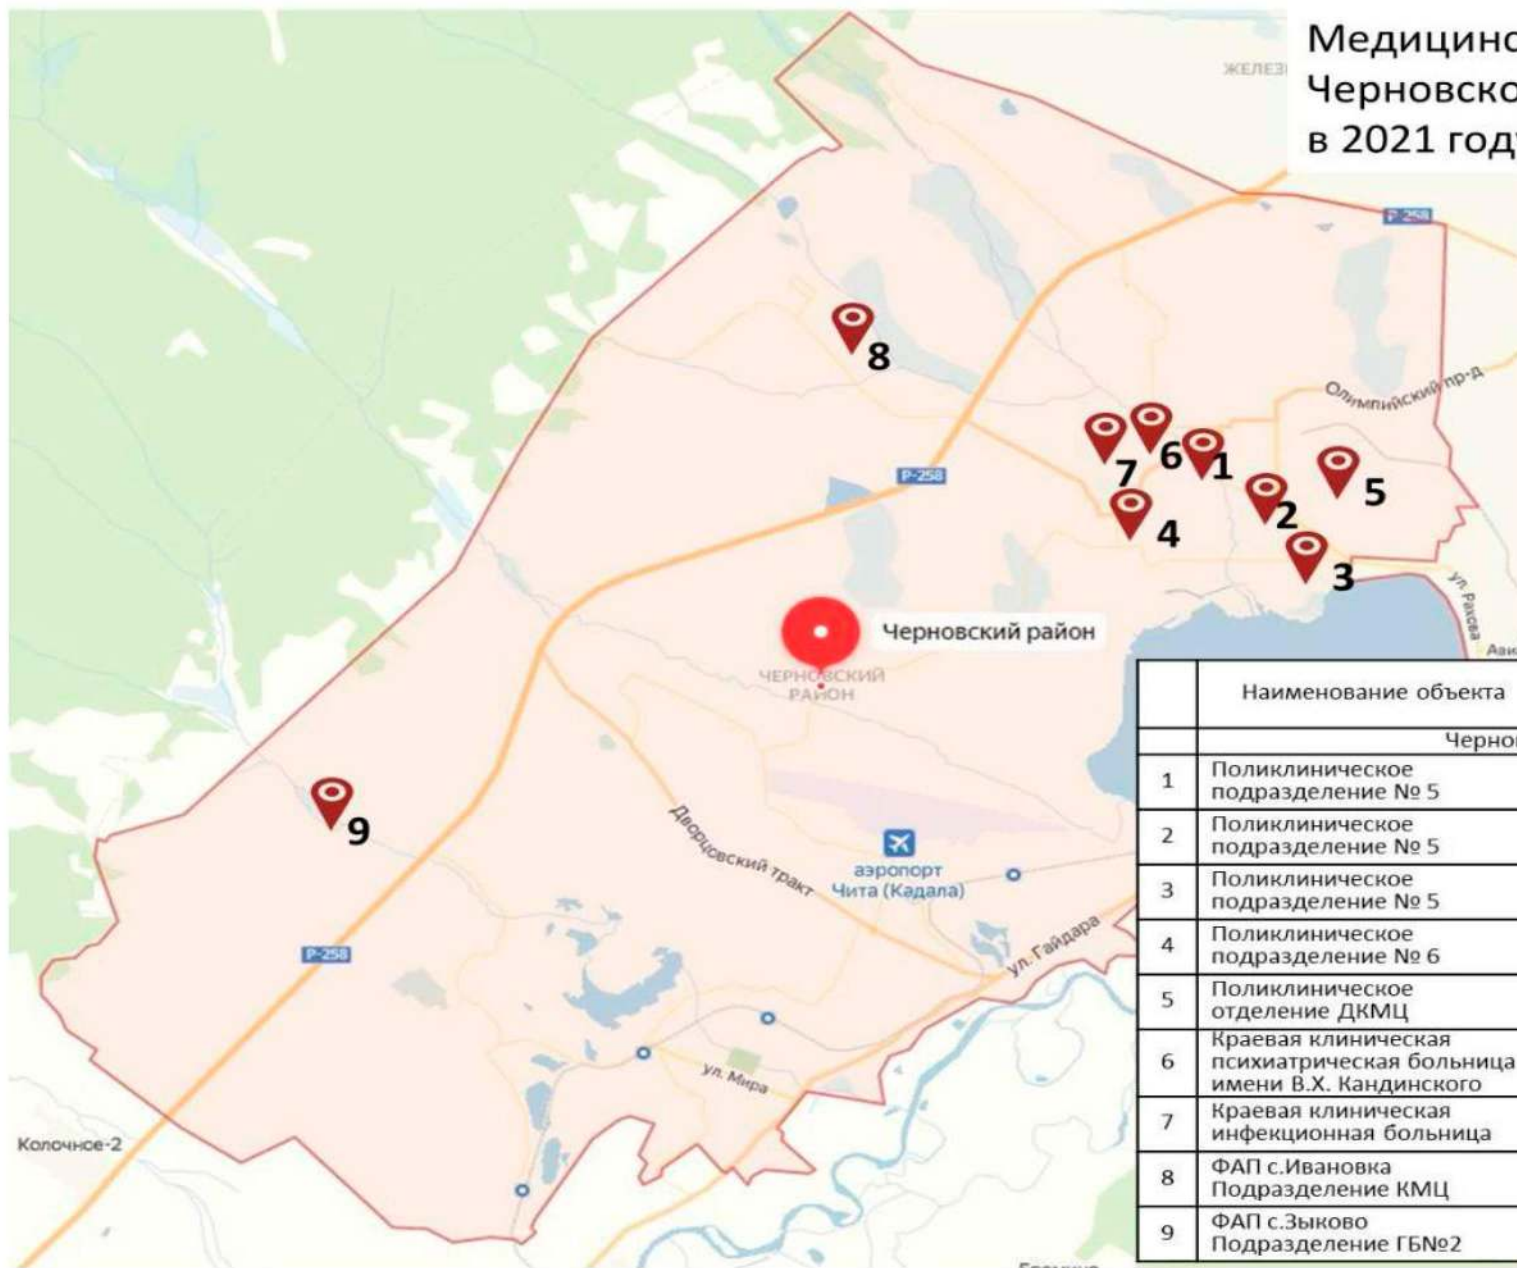 Медицинс
Черновско
в 2021 году
ЖЕЛЕЗ
Р-258
8
Олимпийский пр-д
Р-258
7
6
1
2
5
4
3
ул. Рахова
Черновский район
ЧЕРНОВСКИЙ
РАЙОН
Ави
9
Дворцовский тракт
аэропорт
Чита (Кадала)
Р-258
ул. Гайдара
ул. Мира
Колочное-2
Наименование объекта
Чернов
1 Поликлиническое
подразделение № 5
2 Поликлиническое
подразделение № 5
3 Поликлиническое
подразделение № 5
4 Поликлиническое
подразделение № 6
5 Поликлиническое
отделение ДКМЦ
6 Краевая клиническая
психиатрическая больница
имени В.Х. Кандинского
7 Краевая клиническая
инфекционная больница
8 ФАП с.Ивановка
Подразделение КМЦ
9 ФАП с.Зыково
Подразделение ГБ№2